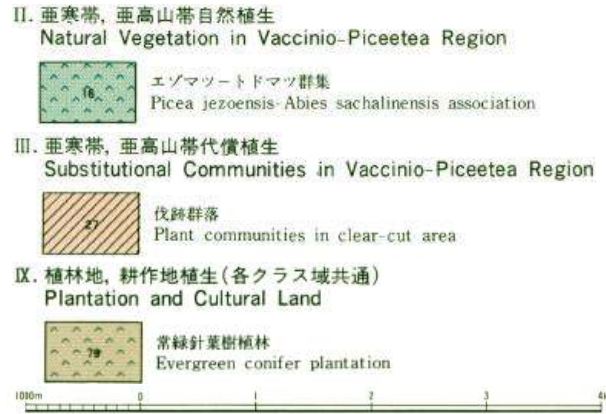 II. 亜寒帯, 亜高山帯自然植生
Natural Vegetation in Vaccinio-Piceetea Region
16
エゾマツートドマツ群集
Picea jezoensis-Abies sachalinensis association
III. 亜寒帯, 亜高山帯代償植生
Substitutional Communities in Vaccinio-Piceetea Region
27
伐跡群落
Plant communities in clear-cut area
IX. 植林地, 耕作地植生(各クラス域共通)
Plantation and Cultural Land
79
常緑針葉樹植林
Evergreen conifer plantation
1000m 0 1 2 3